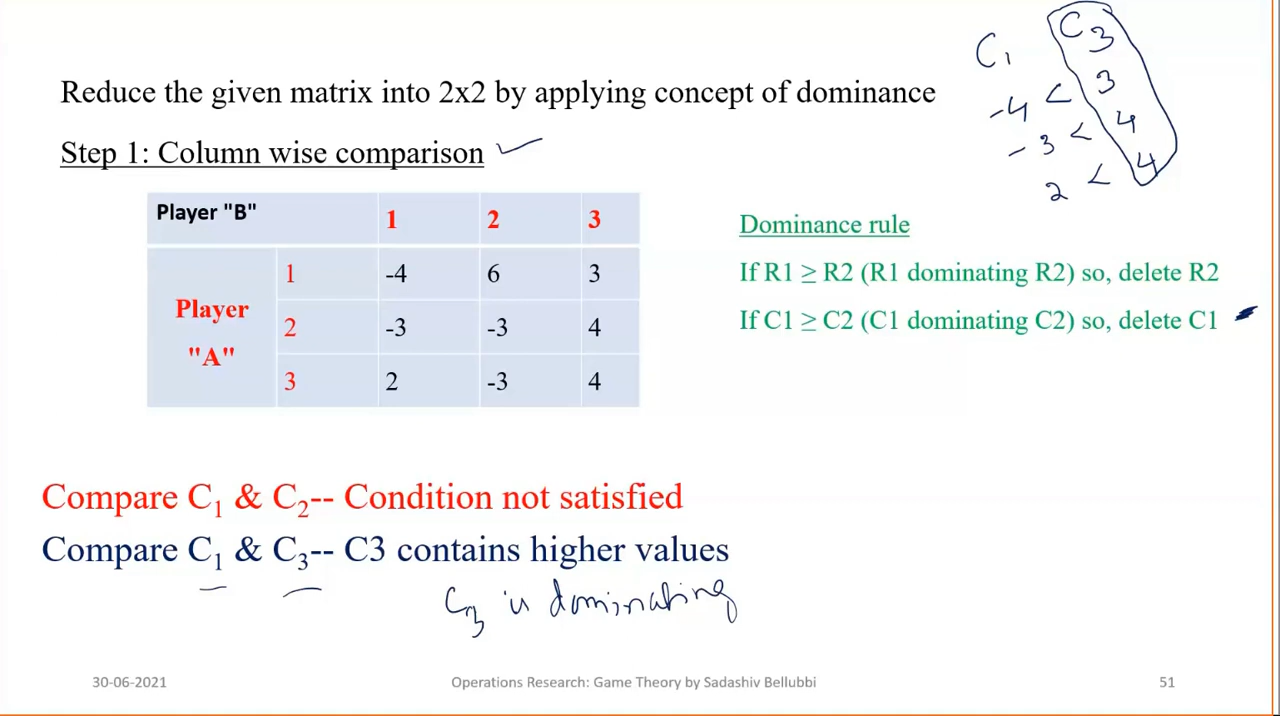 C1 C3
-4 < 3
-3 < 4
2 < 4
Reduce the given matrix into 2x2 by applying concept of dominance
Step 1: Column wise comparison
Player "B" 1 2 3
Player "A" 1 -4 6 3
2 -3 -3 4
3 2 -3 4
Dominance rule
If R1 ≥ R2 (R1 dominating R2) so, delete R2
If C1 ≥ C2 (C1 dominating C2) so, delete C1
Compare C1 & C2-- Condition not satisfied
Compare C1 & C3-- C3 contains higher values
C3 is dominating
30-06-2021
Operations Research: Game Theory by Sadashiv Bellubbi
51